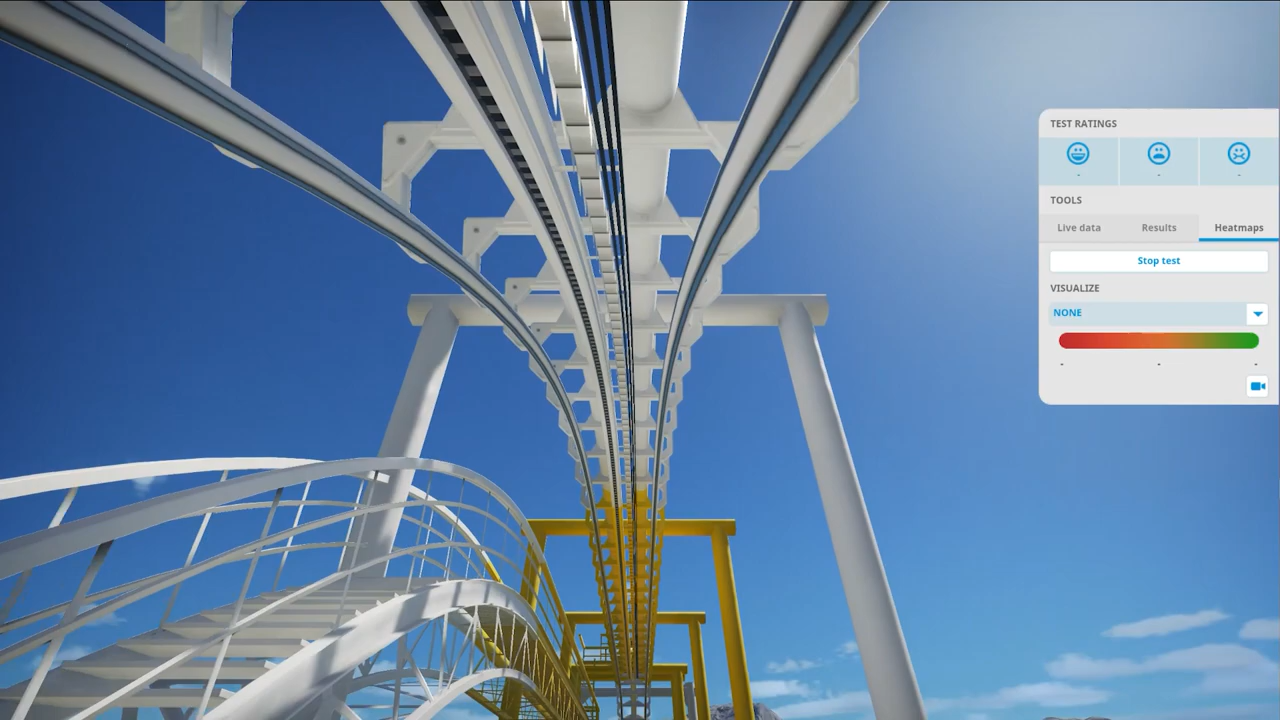 TEST RATINGS
- - -
TOOLS
Live data Results Heatmaps
Stop test
VISUALIZE
NONE
- - -